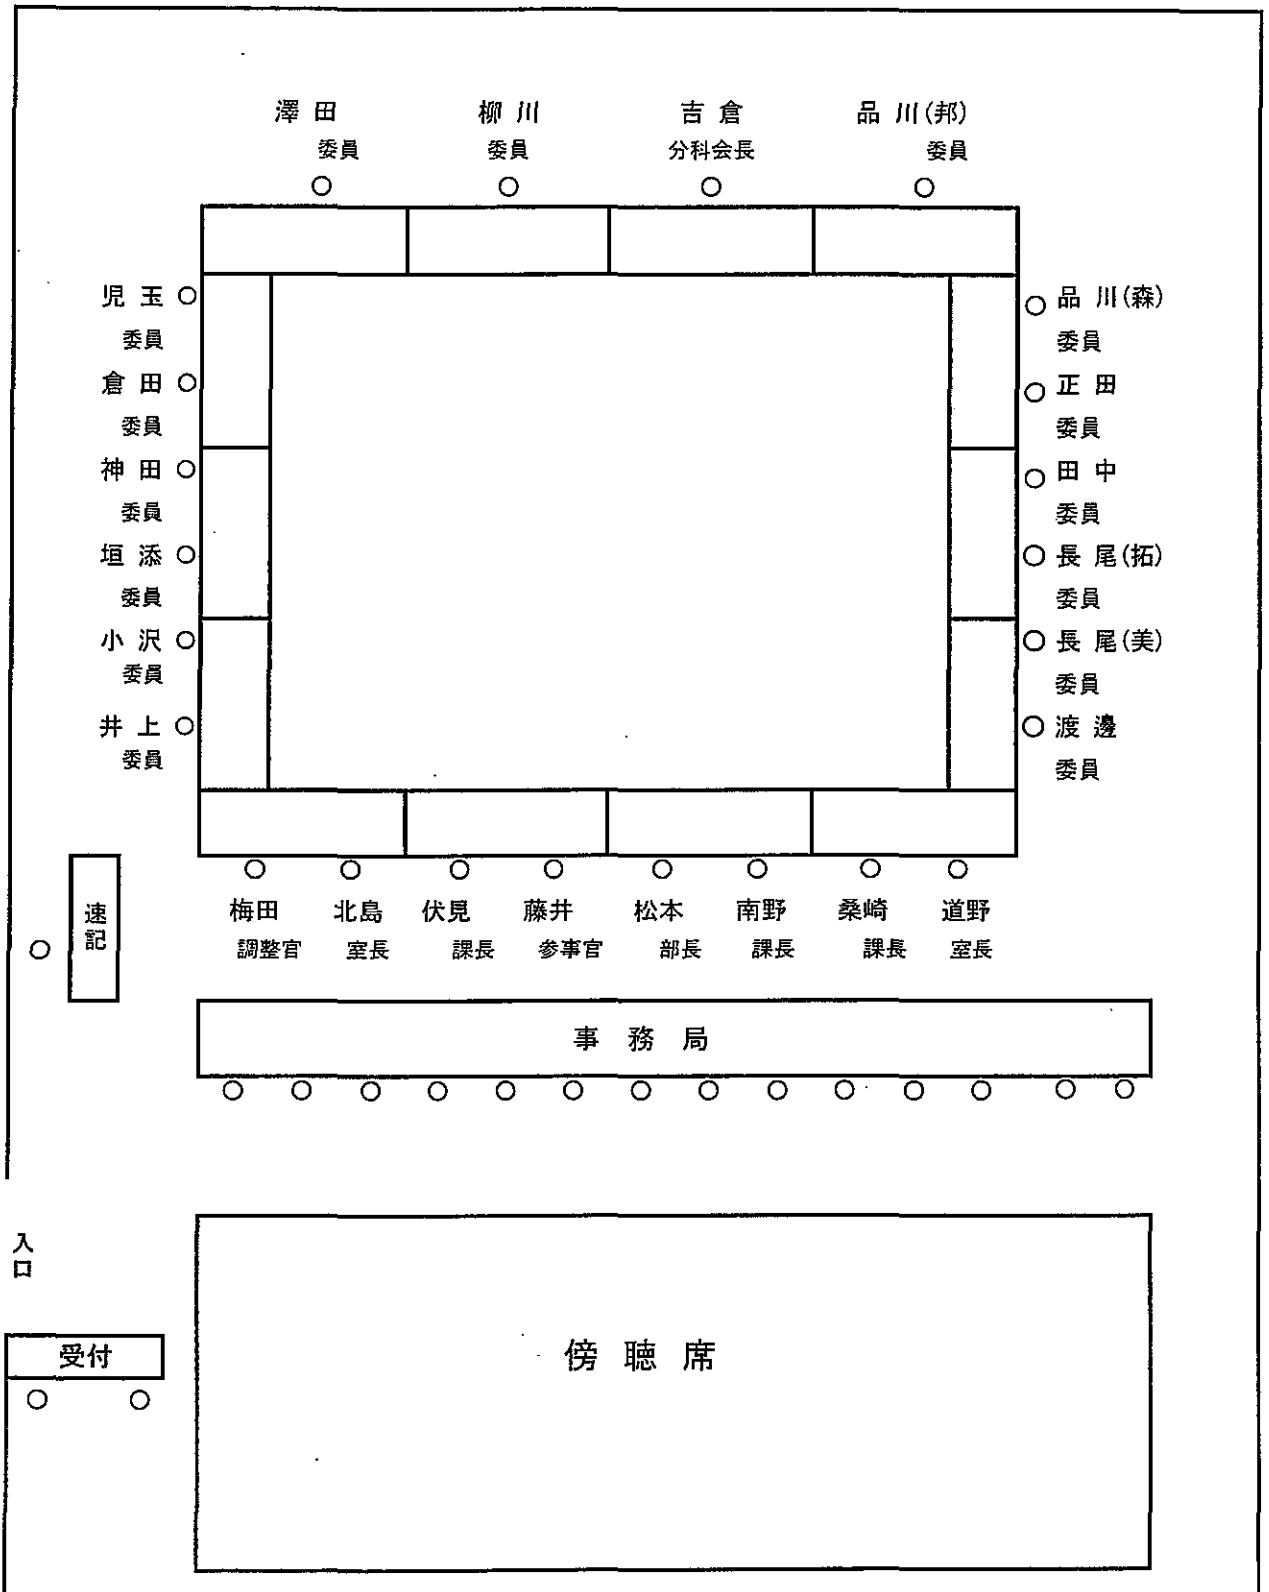 澤田 柳川 吉倉 品川(邦)
委員 委員 分科会長 委員
児玉 品川(森)
委員 委員
倉田 正田
委員 委員
神田 田中
委員 委員
垣添 長尾(拓)
委員 委員
小沢 長尾(美)
委員 委員
井上 渡邊
委員 委員
速記
梅田 北島 伏見 藤井 松本 南野 桑崎 道野
調整官 室長 課長 参事官 部長 課長 課長 室長
事務局
入口
傍聴席
受付